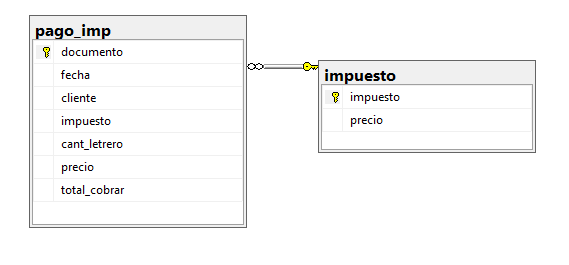 pago_imp
documento
fecha
cliente
impuesto
cant_letrero
precio
total_cobrar
impuesto
impuesto
precio